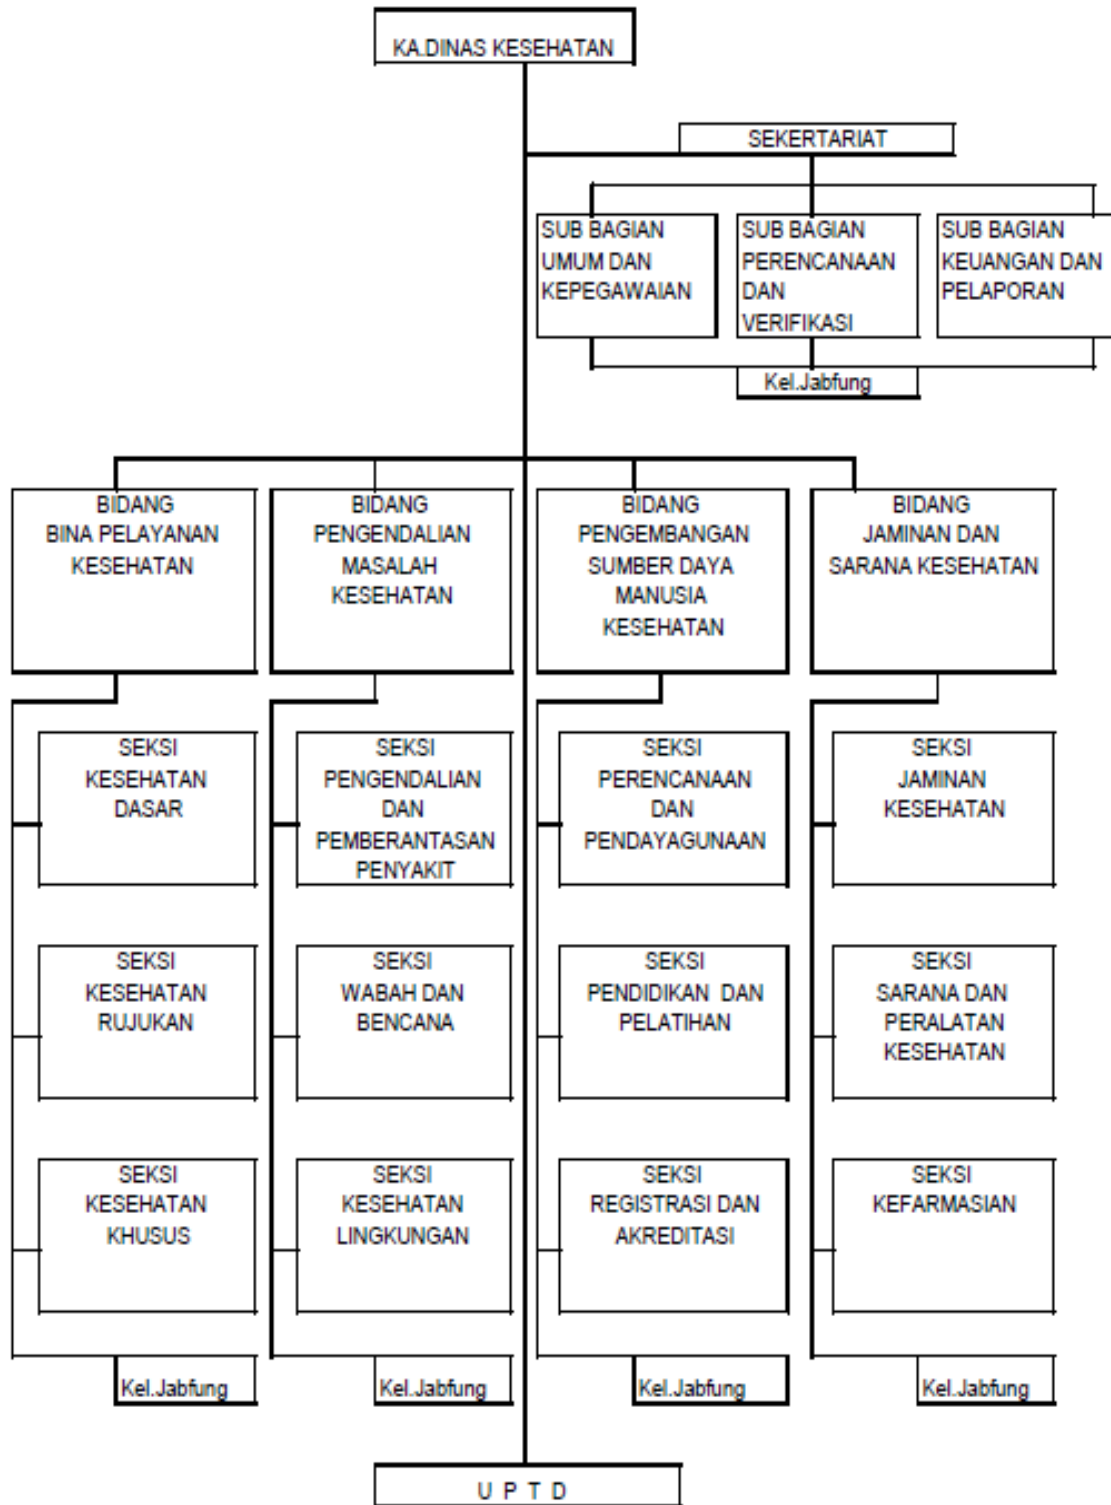 KA.DINAS KESEHATAN
SEKERTARIAT
SUB BAGIAN
UMUM DAN
KEPEGAWAIAN
SUB BAGIAN
PERENCANAAN
DAN
VERIFIKASI
SUB BAGIAN
KEUANGAN DAN
PELAPORAN
Kel.Jabfung
BIDANG
BINA PELAYANAN
KESEHATAN
BIDANG
PENGENDALIAN
MASALAH
KESEHATAN
BIDANG
PENGEMBANGAN
SUMBER DAYA
MANUSIA
KESEHATAN
BIDANG
JAMINAN DAN
SARANA KESEHATAN
SEKSI
KESEHATAN
DASAR
SEKSI
PENGENDALIAN
DAN
PEMBERANTASAN
PENYAKIT
SEKSI
PERENCANAAN
DAN
PENDAYAGUNAAN
SEKSI
JAMINAN
KESEHATAN
SEKSI
KESEHATAN
RUJUKAN
SEKSI
WABAH DAN
BENCANA
SEKSI
PENDIDIKAN DAN
PELATIHAN
SEKSI
SARANA DAN
PERALATAN
KESEHATAN
SEKSI
KESEHATAN
KHUSUS
SEKSI
KESEHATAN
LINGKUNGAN
SEKSI
REGISTRASI DAN
AKREDITASI
SEKSI
KEFARMASIAN
Kel.Jabfung
Kel.Jabfung
Kel.Jabfung
Kel.Jabfung
U P T D